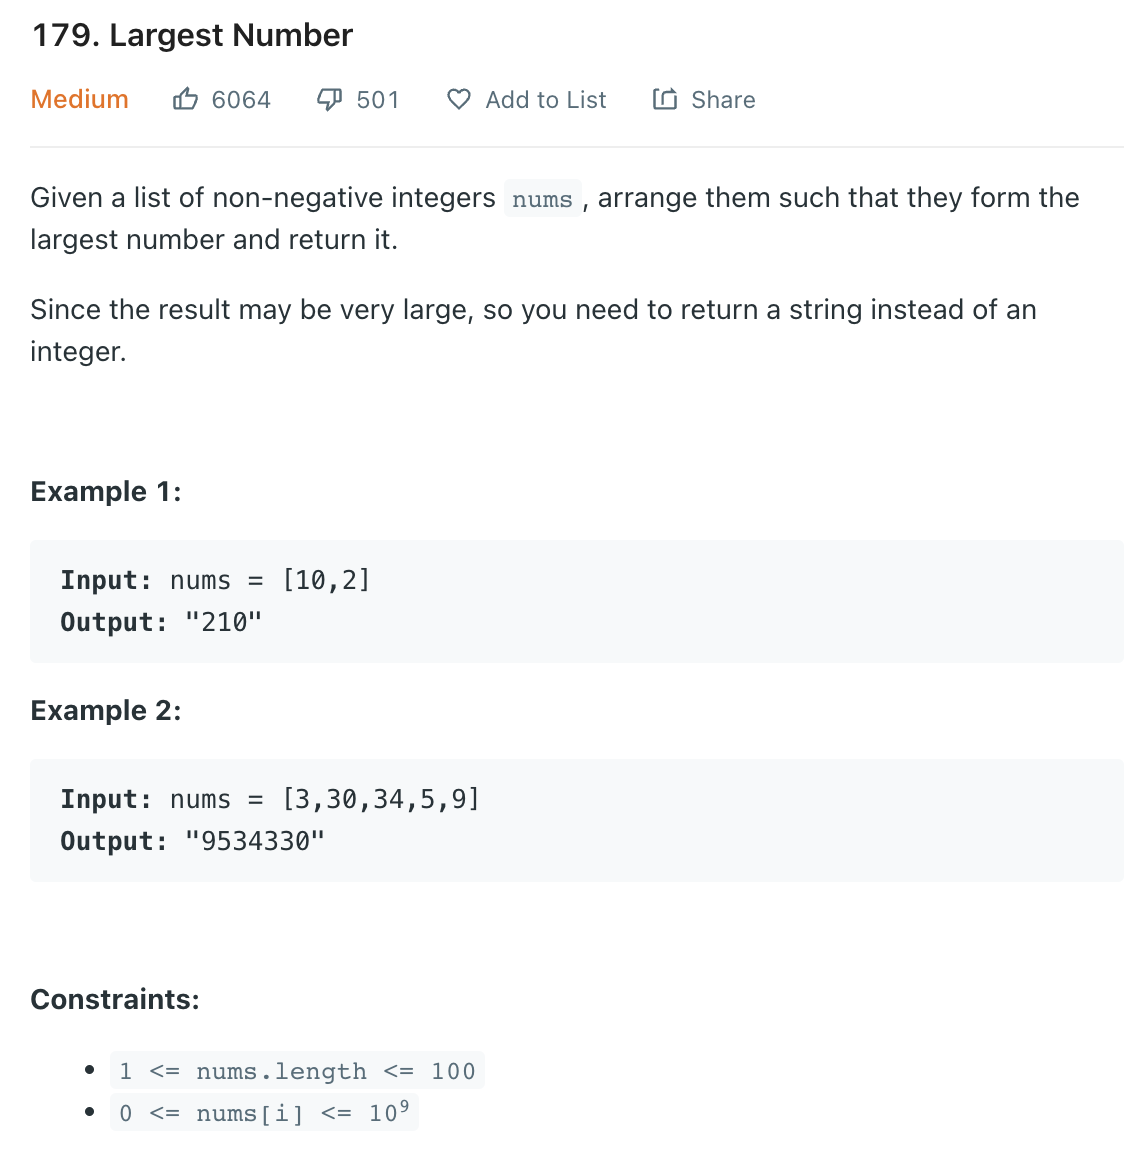 179. Largest Number
Medium 6064 501 Add to List Share
Given a list of non-negative integers nums , arrange them such that they form the
largest number and return it.
Since the result may be very large, so you need to return a string instead of an
integer.
Example 1:
Input: nums = [10,2]
Output: "210"
Example 2:
Input: nums = [3,30,34,5,9]
Output: "9534330"
Constraints:
• 1 <= nums.length <= 100
• 0 <= nums[i] <= 10⁹